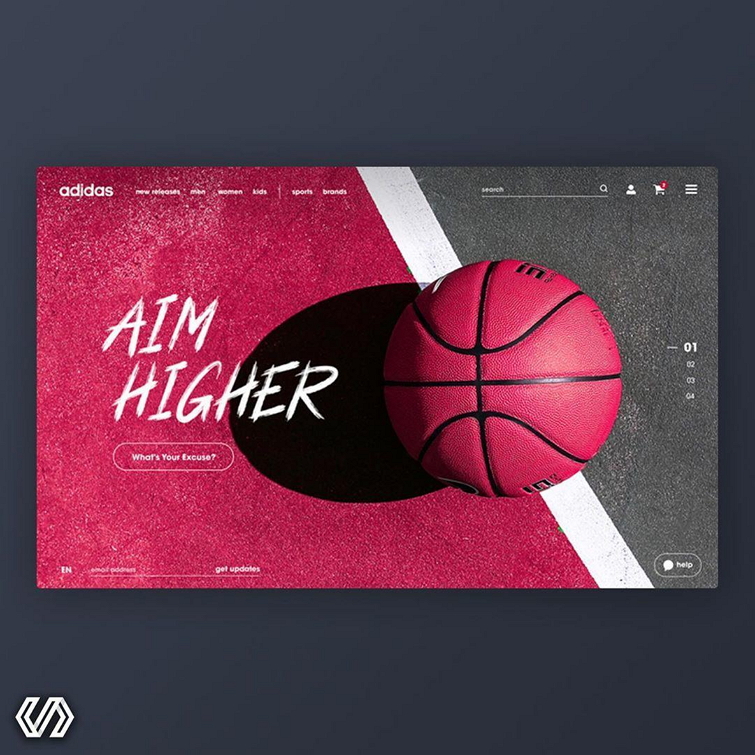 adidas new releases men women kids sports brands search 2
AIM
HIGHER
What's Your Excuse?
01
02
03
04
EN email address get updates
help